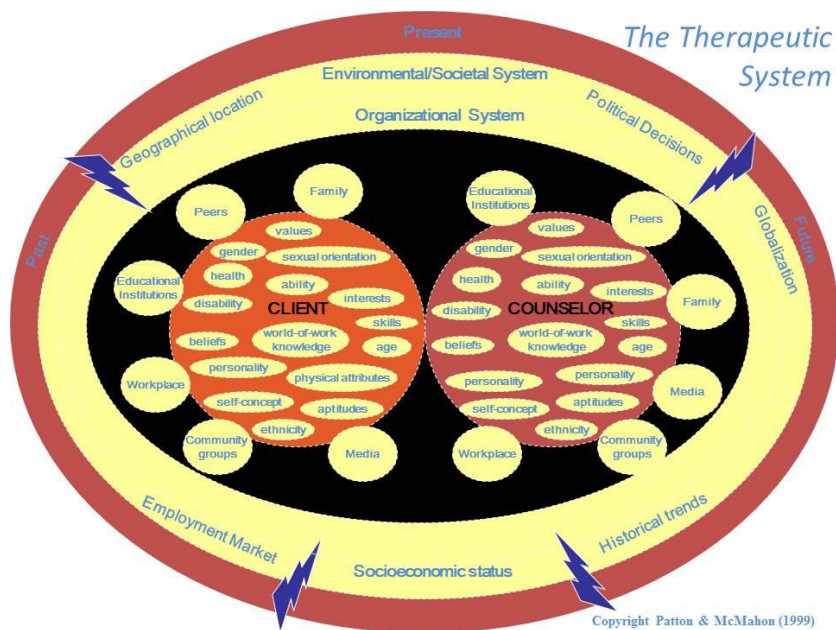 The Therapeutic
System
Present
Environmental/Societal System
Organizational System
Geographical location
Political Decisions
Past
Future
Globalization
Peers
Family
Educational
Institutions
Workplace
Community
groups
Media
values
gender
sexual orientation
health
ability
interests
disability
CLIENT
skills
world-of-work
knowledge
beliefs
age
personality
physical attributes
self-concept
aptitudes
ethnicity
Educational
Institutions
Peers
Family
Media
Community
groups
Workplace
values
gender
sexual orientation
health
ability
interests
disability
COUNSELOR
skills
world-of-work
knowledge
beliefs
age
personality
personality
self-concept
aptitudes
ethnicity
Employment Market
Socioeconomic status
Historical trends
Copyright Patton & McMahon (1999)